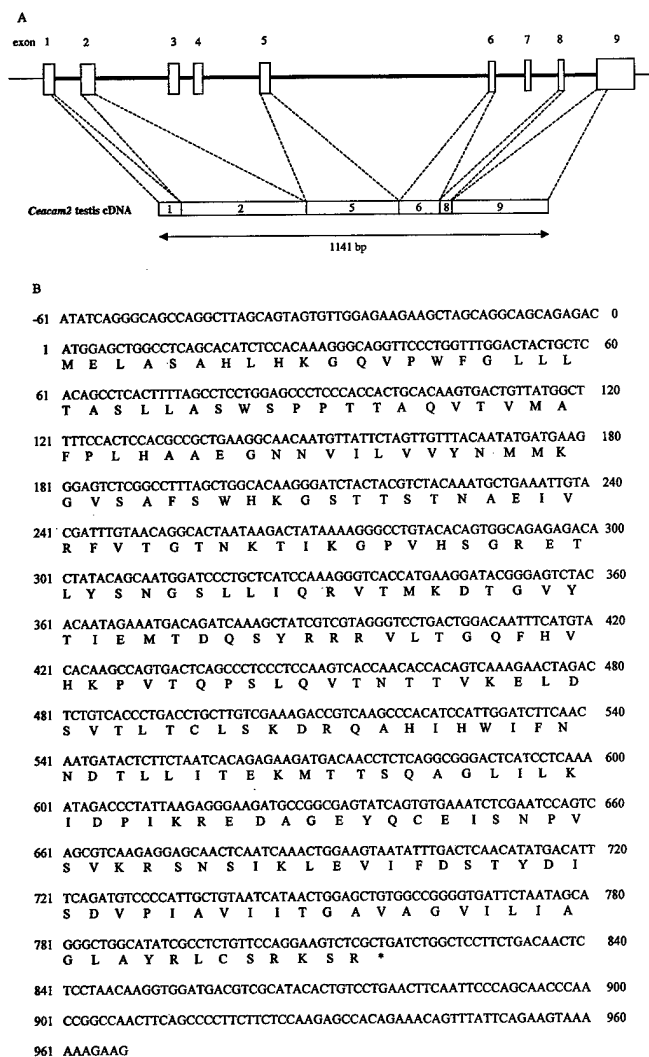 A
exon 1 2 3 4 5 6 7 8 9
Ceacam2 testis cDNA 1 2 5 6 8 9
1141 bp
B
-61 ATATCAGGGCAGCCAGGCTTAGCAGTAGTGTTGGAGAAGAAGCTAGCAGGCAGCAGAGAC 0
1 ATGGAGCTGGCCTCAGCACATCTCCACAAAGGGCAGGTTCCCTGGTTTGGACTACTGCTC 60
M E L A S A H L H K G Q V P W F G L L L
61 ACAGCCTCACTTTTAGCCTCCTGGAGCCCTCCCACCACTGCACAAGTGACTGTTATGGCT 120
T A S L L A S W S P P T T A Q V T V M A
121 TTTCCACTCCACGCCGCTGAAGGCAACAATGTTATTCTAGTTGTTTACAATATGATGAAG 180
F P L H A A E G N N V I L V V Y N M M K
181 GGAGTCTCGGCCTTTAGCTGGCACAAGGGATCTACTACGTCTACAAATGCTGAAATTGTA 240
G V S A F S W H K G S T T S T N A E I V
241 CGATTTGTAACAGGCACTAATAAGACTATAAAAGGGCCTGTACACAGTGGCAGAGAGACA 300
R F V T G T N K T I K G P V H S G R E T
301 CTATACAGCAATGGATCCCTGCTCATCCAAAGGGTCACCATGAAGGATACGGGAGTCTAC 360
L Y S N G S L L I Q R V T M K D T G V Y
361 ACAATAGAAATGACAGATCAAAGCTATCGTCGTAGGGTCCTGACTGGACAATTTCATGTA 420
T I E M T D Q S Y R R R V L T G Q F H V
421 CACAAGCCAGTGACTCAGCCCTCCCTCCAAGTCACCAACACCACAGTCAAAGAACTAGAC 480
H K P V T Q P S L Q V T N T T V K E L D
481 TCTGTCACCCTGACCTGCTTGTCGAAAGACCGTCAAGCCCACATCCATTGGATCTTCAAC 540
S V T L T C L S K D R Q A H I H W I F N
541 AATGATACTCTTCTAATCACAGAGAAGATGACAACCTCTCAGGCGGGACTCATCCTCAAA 600
N D T L L I T E K M T T S Q A G L I L K
601 ATAGACCCTATTAAGAGGGAAGATGCCGGCGAGTATCAGTGTGAAATCTCGAATCCAGTC 660
I D P I K R E D A G E Y Q C E I S N P V
661 AGCGTCAAGAGGAGCAACTCAATCAAACTGGAAGTAATATTTGACTCAACATATGACATT 720
S V K R S N S I K L E V I F D S T Y D I
721 TCAGATGTCCCCATTGCTGTAATCATAACTGGAGCTGTGGCCGGGGTGATTCTAATAGCA 780
S D V P I A V I I T G A V A G V I L I A
781 GGGCTGGCATATCGCCTCTGTTCCAGGAAGTCTCGCTGATCTGGCTCCTTCTGACAACTC 840
G L A Y R L C S R K S R *
841 TCCTAACAAGGTGGATGACGTCGCATACACTGTCCTGAACTTCAATTCCCAGCAACCCAA 900
901 CCGGCCAACTTCAGCCCCTTCTTCTCCAAGAGCCACAGAAACAGTTTATTCAGAAGTAAA 960
961 AAAGAAG